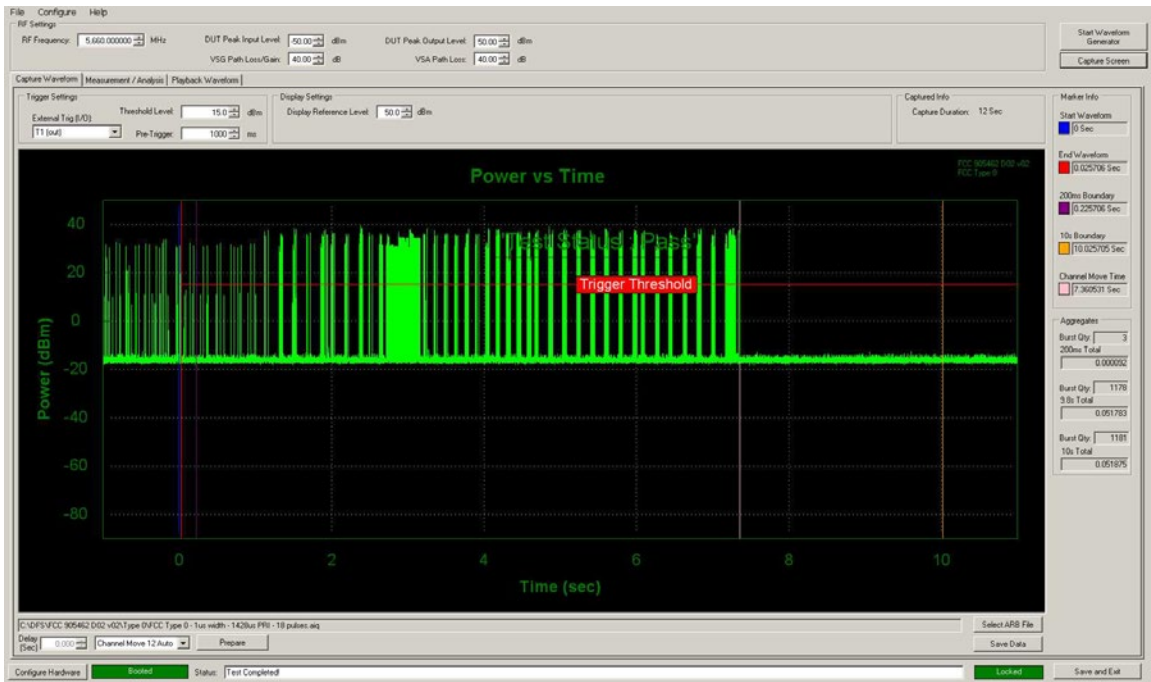 File Configure Help
RF Settings
RF Frequency: 5,660.000000 MHz
DUT Peak Input Level: -50.00 dBm
DUT Peak Output Level: 50.00 dBm
VSG Path Loss/Gain: 40.00 dB
VSA Path Loss: 40.00 dB
Start Waveform Generator
Capture Screen
Capture Waveform Measurement / Analysis Playback Waveform
Trigger Settings
External Trig (I/O):
T1 (out)
Threshold Level: 15.0 dBm
Pre-Trigger: 1000 ms
Display Settings
Display Reference Level: 50.0 dBm
Captured Info
Capture Duration: 12 Sec
Marker Info
Start Waveform
0 Sec
End Waveform
0.025706 Sec
200ms Boundary
0.225706 Sec
10s Boundary
10.025705 Sec
Channel Move Time
7.360531 Sec
Aggregates
Burst Qty: 3
200ms Total
0.000092
Burst Qty: 1178
9.8s Total
0.051783
Burst Qty: 1181
10s Total
0.051875
Power vs Time
FCC 905462 D02 v02
FCC Type 0
Test Status : Pass'
Trigger Threshold
Power (dBm)
40
20
0
-20
-40
-60
-80
0 2 4 6 8 10
Time (sec)
C:\DFS\FCC 905462 D02 v02\Type 0\FCC Type 0 - 1us width - 1428us PRI - 18 pulses.aiq
Select ARB File
Delay (Sec) 0.000 Channel Move 12 Auto Prepare
Save Data
Configure Hardware Booted Status: Test Completed! Locked Save and Exit